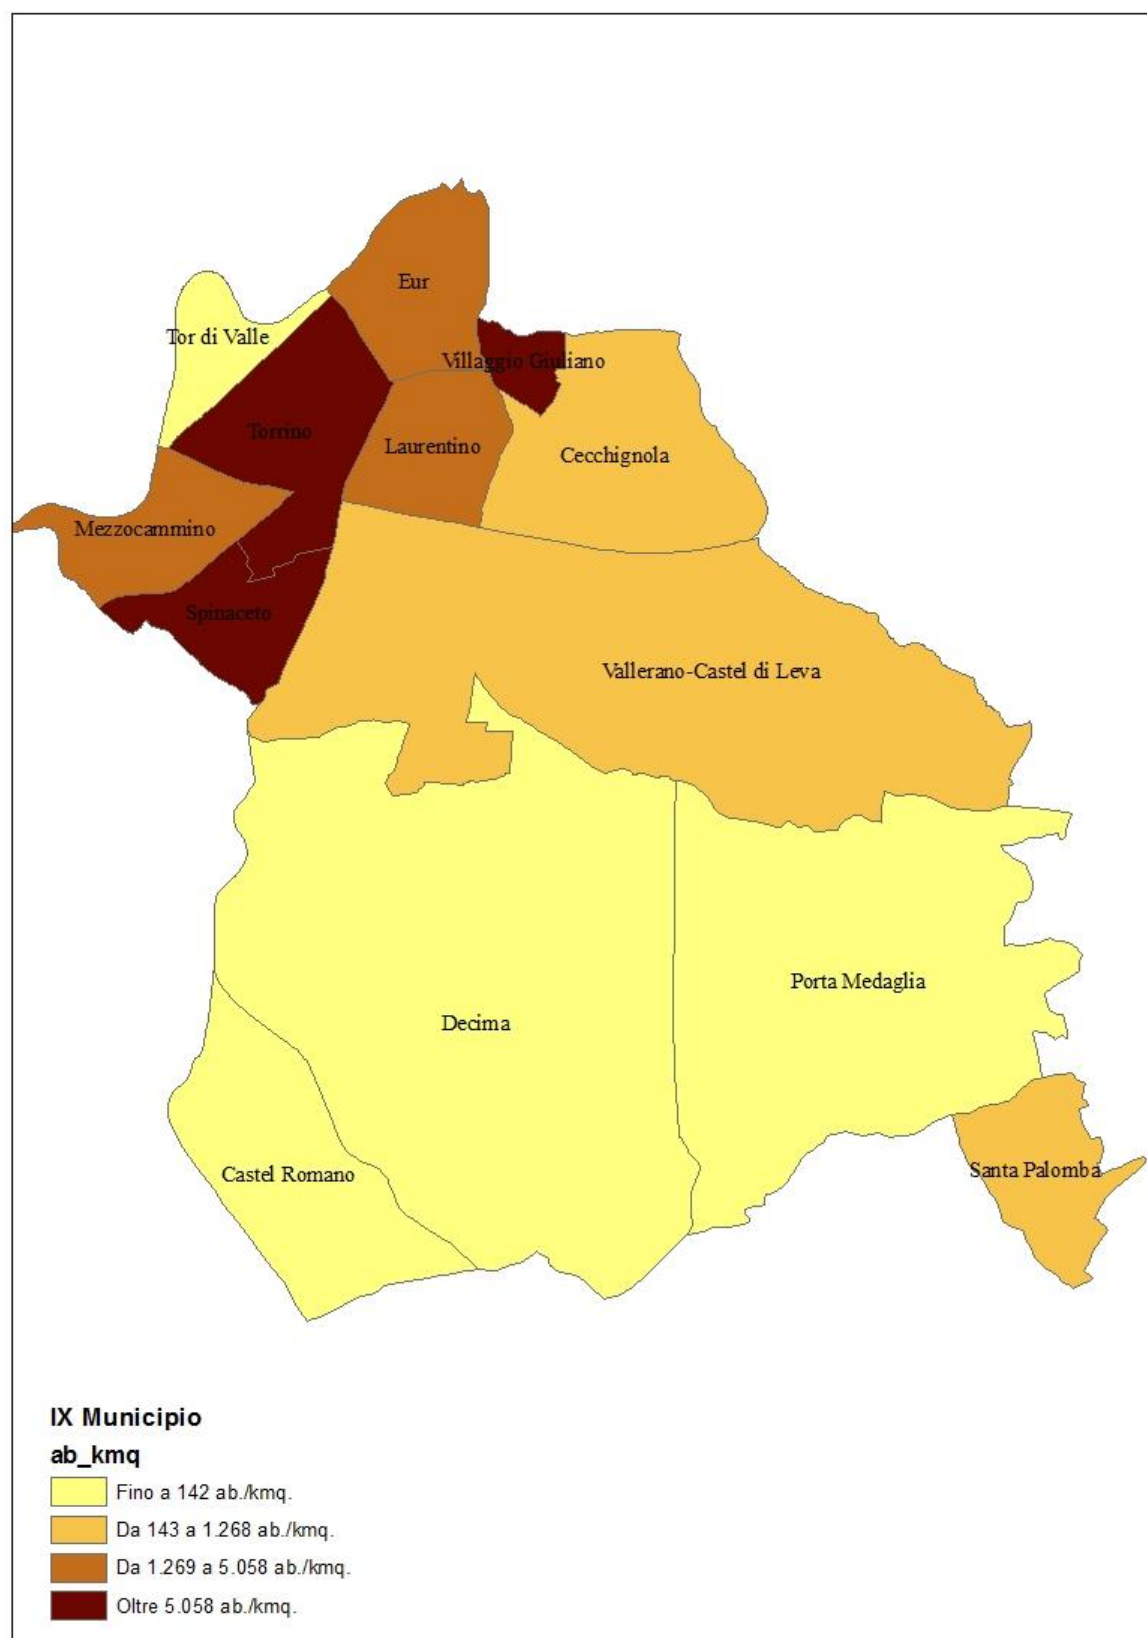 Eur
Tor di Valle
Villaggio Giuliano
Torrino
Laurentino
Cecchignola
Mezzocammino
Spinaceto
Vallerano-Castel di Leva
Porta Medaglia
Decima
Castel Romano
Santa Palomba
IX Municipio
ab_kmq
Fino a 142 ab./kmq.
Da 143 a 1.268 ab./kmq.
Da 1.269 a 5.058 ab./kmq.
Oltre 5.058 ab./kmq.